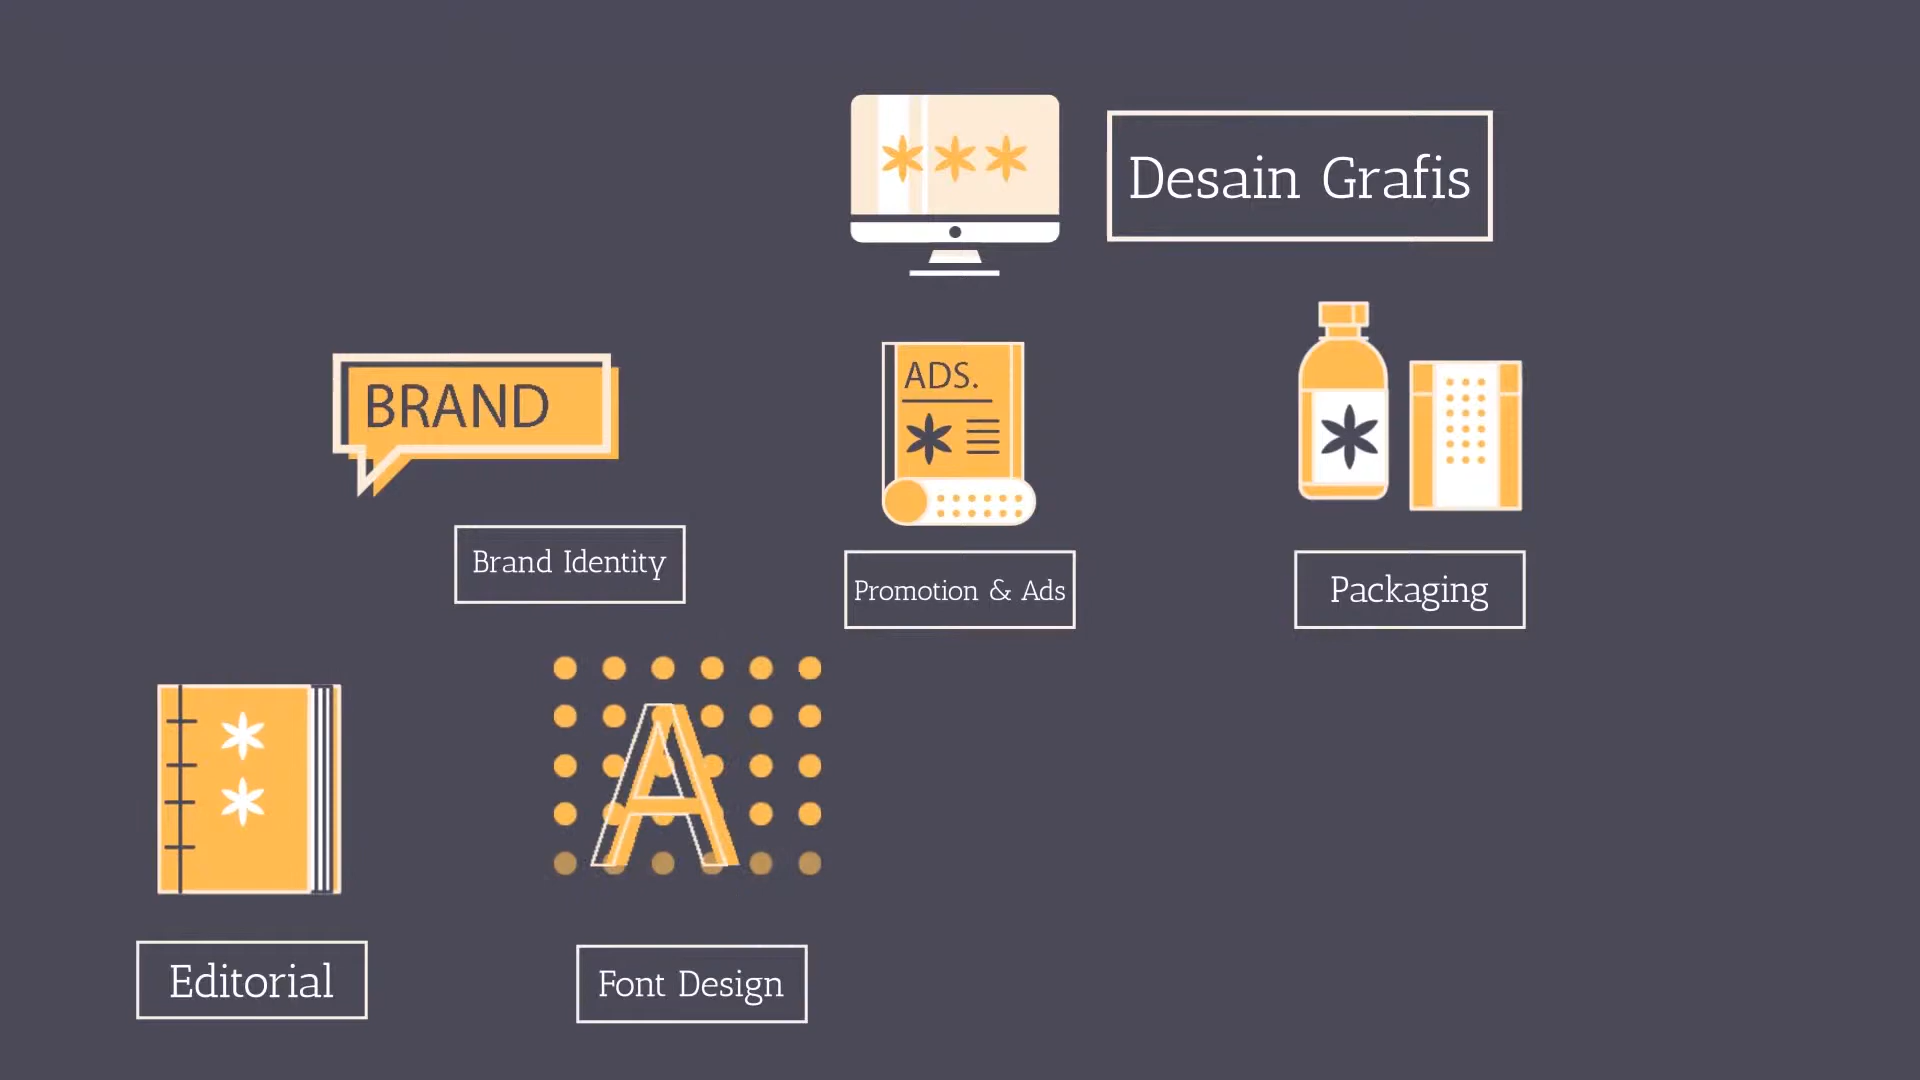 Desain Grafis
BRAND
ADS.
Brand Identity
Promotion & Ads
Packaging
A
Editorial
Font Design